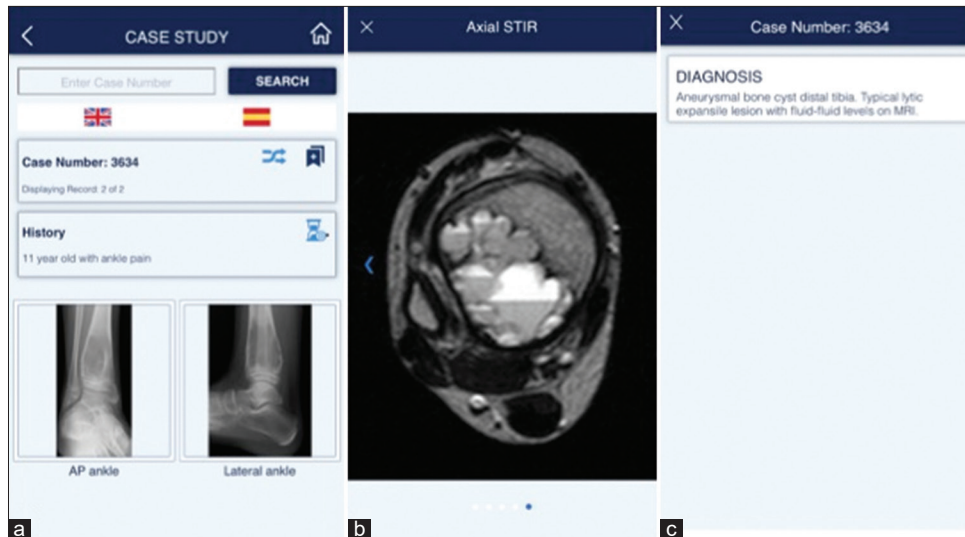 CASE STUDY
Enter Case Number
SEARCH
Case Number: 3634
Displaying Record: 2 of 2
History
11 year old with ankle pain
AP ankle
Lateral ankle
a
Axial STIR
b
Case Number: 3634
DIAGNOSIS
Aneurysmal bone cyst distal tibia. Typical lytic
expansile lesion with fluid-fluid levels on MRI.
c